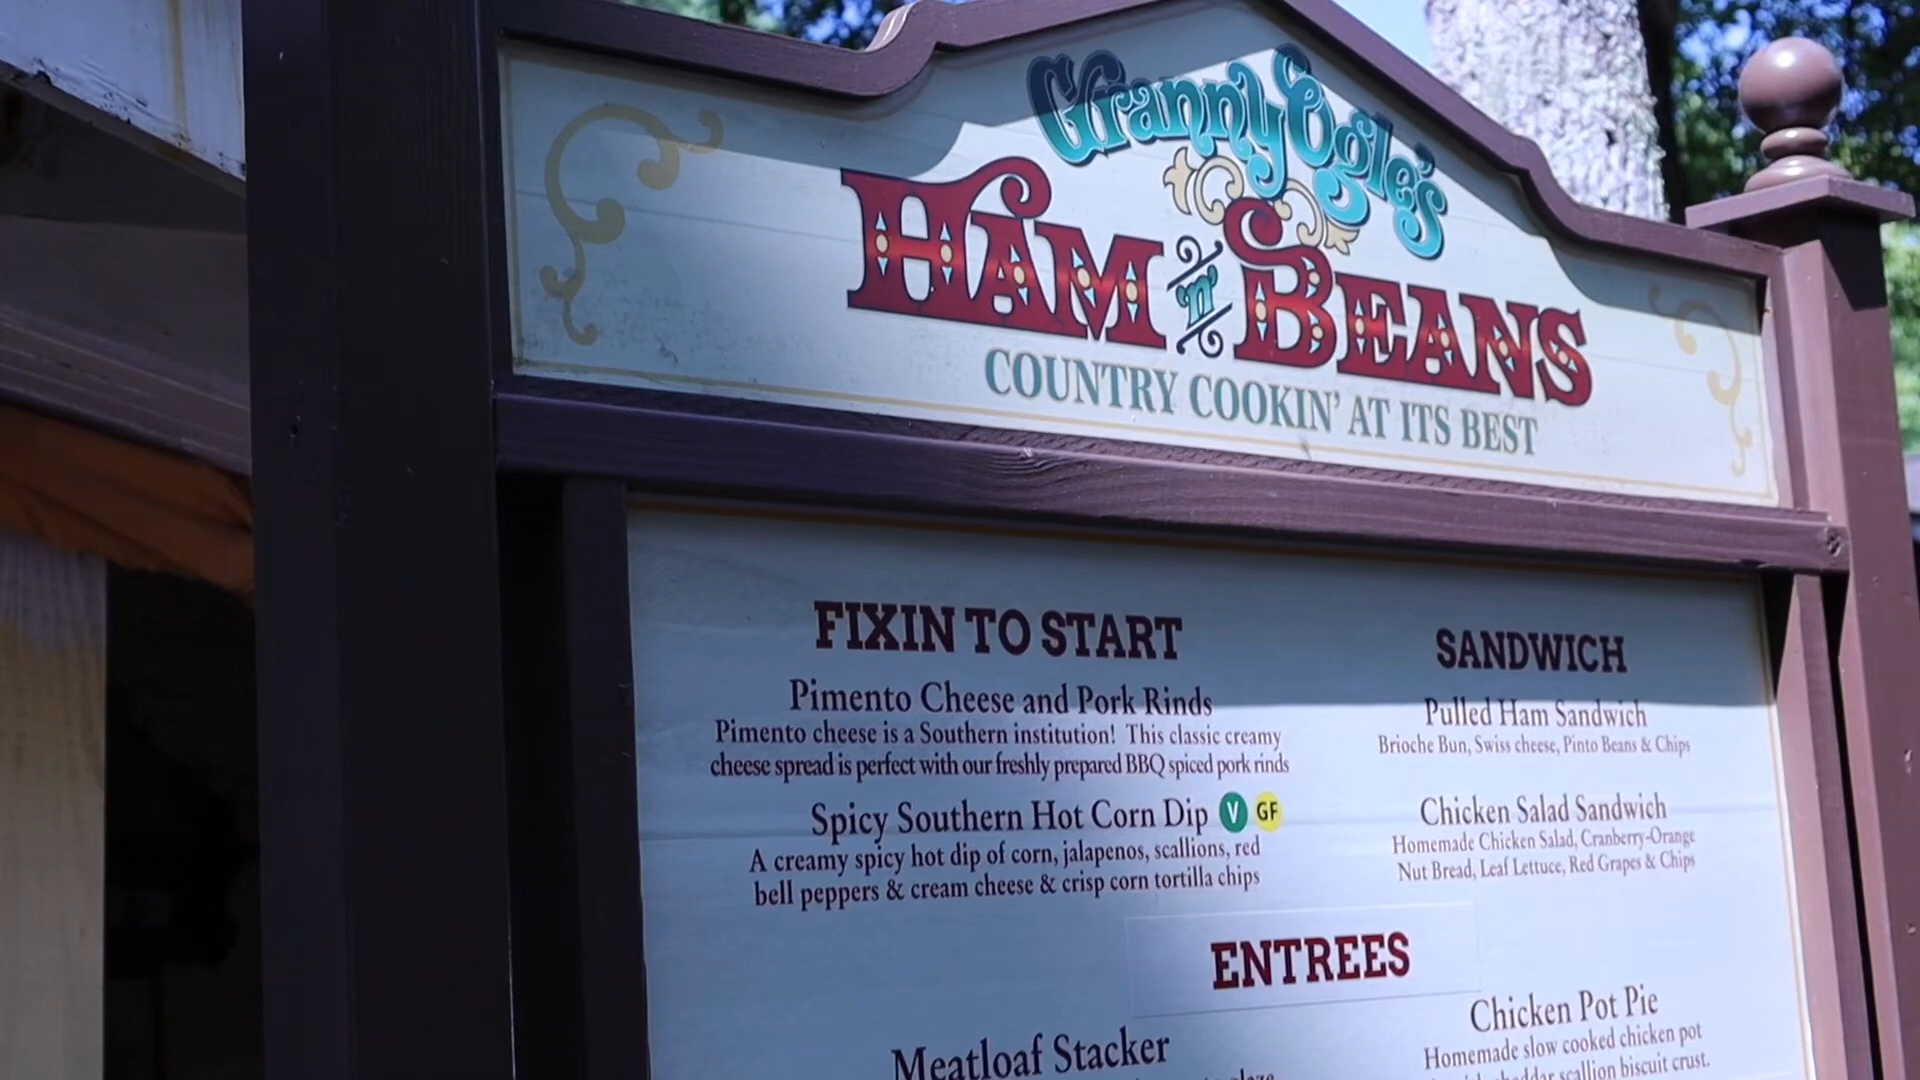 Granny Ogle's
HAM 'n' BEANS
COUNTRY COOKIN' AT ITS BEST
FIXIN TO START
Pimento Cheese and Pork Rinds
Pimento cheese is a Southern institution! This classic creamy
cheese spread is perfect with our freshly prepared BBQ spiced pork rinds
Spicy Southern Hot Corn Dip V GF
A creamy spicy hot dip of corn, jalapenos, scallions, red
bell peppers & cream cheese & crisp corn tortilla chips
SANDWICH
Pulled Ham Sandwich
Brioche Bun, Swiss cheese, Pinto Beans & Chips
Chicken Salad Sandwich
Homemade Chicken Salad, Cranberry-Orange
Nut Bread, Leaf Lettuce, Red Grapes & Chips
ENTREES
Meatloaf Stacker
Chicken Pot Pie
Homemade slow cooked chicken pot
scallion biscuit crust.